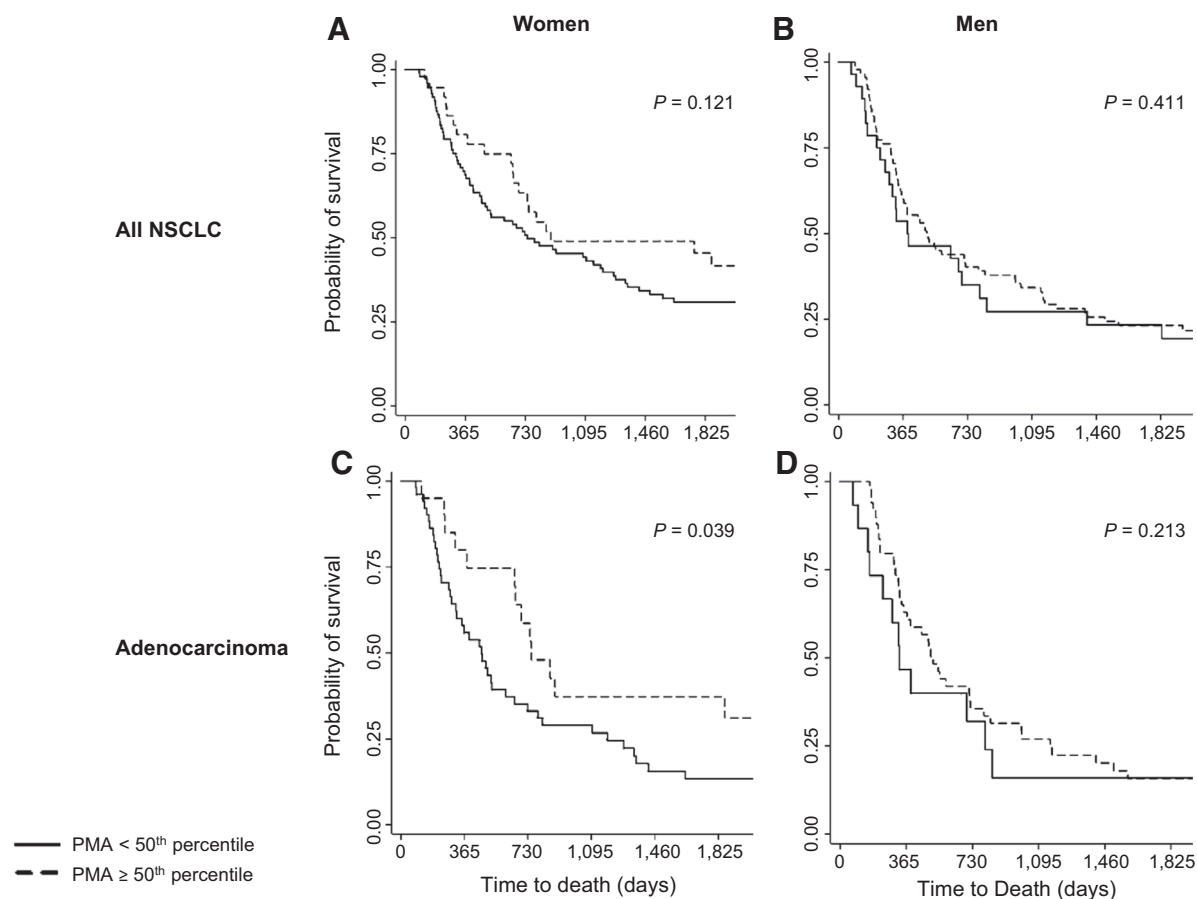 A
Women
B
Men
All NSCLC
Probability of survival
1.00
0.75
0.50
0.25
0.00
P = 0.121
0 365 730 1,095 1,460 1,825
1.00
0.75
0.50
0.25
0.00
P = 0.411
0 365 730 1,095 1,460 1,825
C
D
Adenocarcinoma
Probability of survival
1.00
0.75
0.50
0.25
0.00
P = 0.039
0 365 730 1,095 1,460 1,825
Time to death (days)
1.00
0.75
0.50
0.25
0.00
P = 0.213
0 365 730 1,095 1,460 1,825
Time to Death (days)
PMA < 50th percentile
PMA ≥ 50th percentile